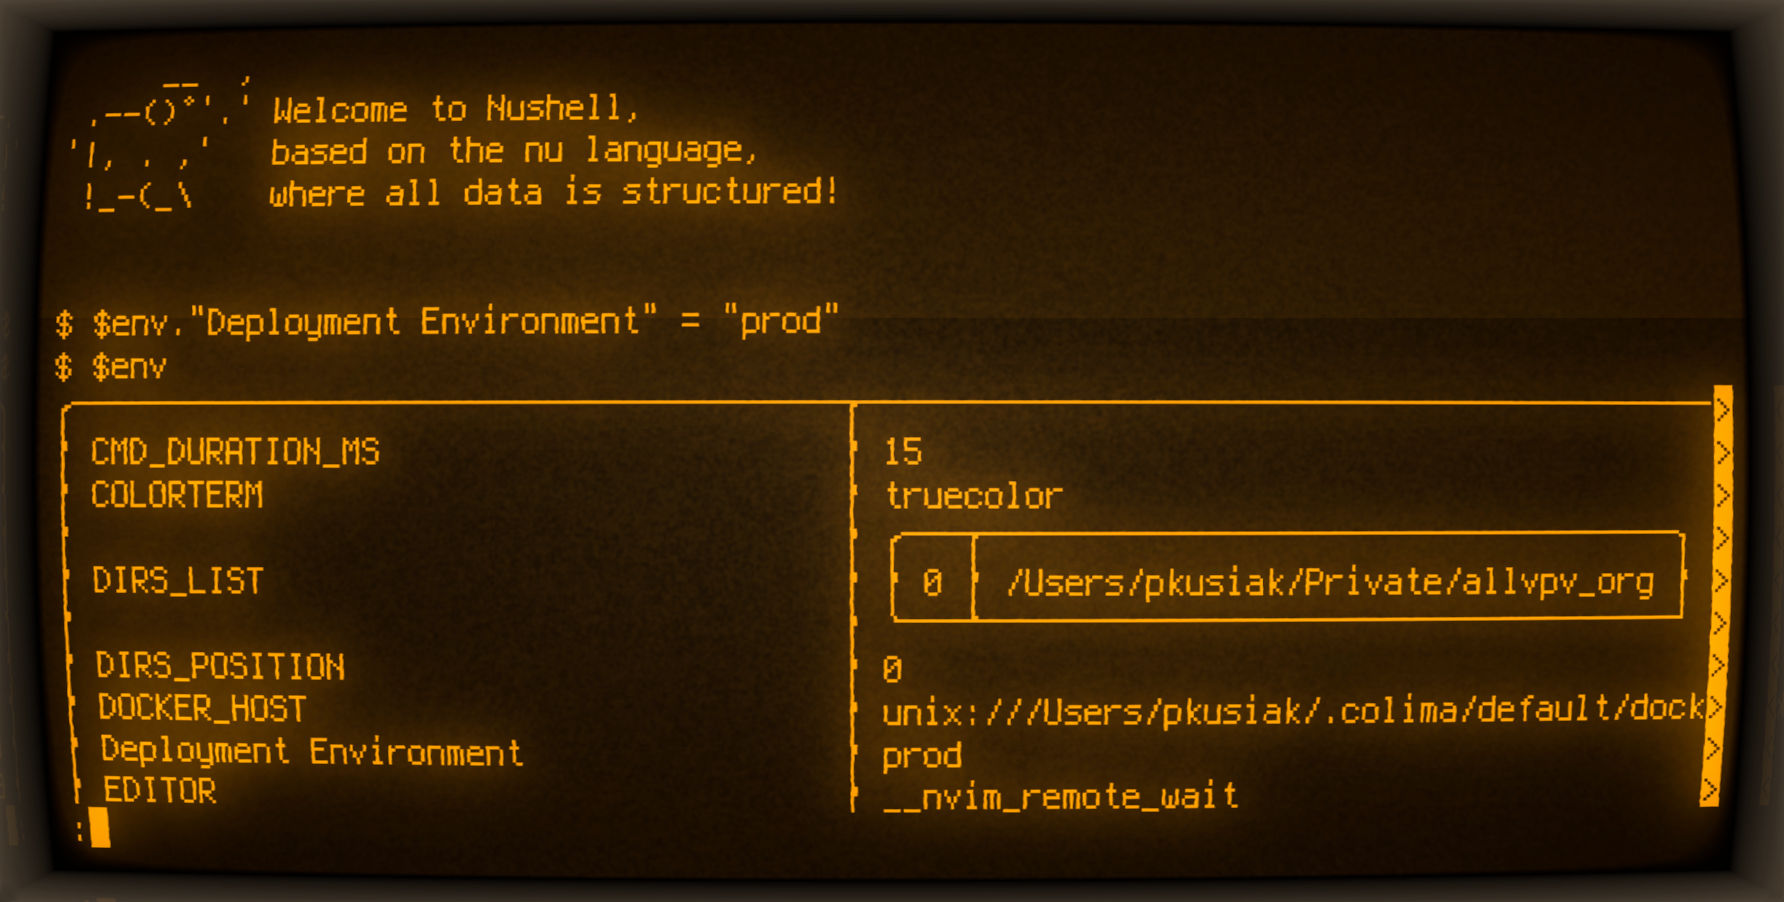 __ ,
.--()°'.' Welcome to Nushell,
'|, . ,' based on the nu language,
!_-(_\ where all data is structured!
$ $env."Deployment Environment" = "prod"
$ $env
CMD_DURATION_MS 15
COLORTERM truecolor
DIRS_LIST 0 /Users/pkusiak/Private/allvpv_org
DIRS_POSITION 0
DOCKER_HOST unix:///Users/pkusiak/.colima/default/dock>
Deployment Environment prod
EDITOR __nvim_remote_wait
: